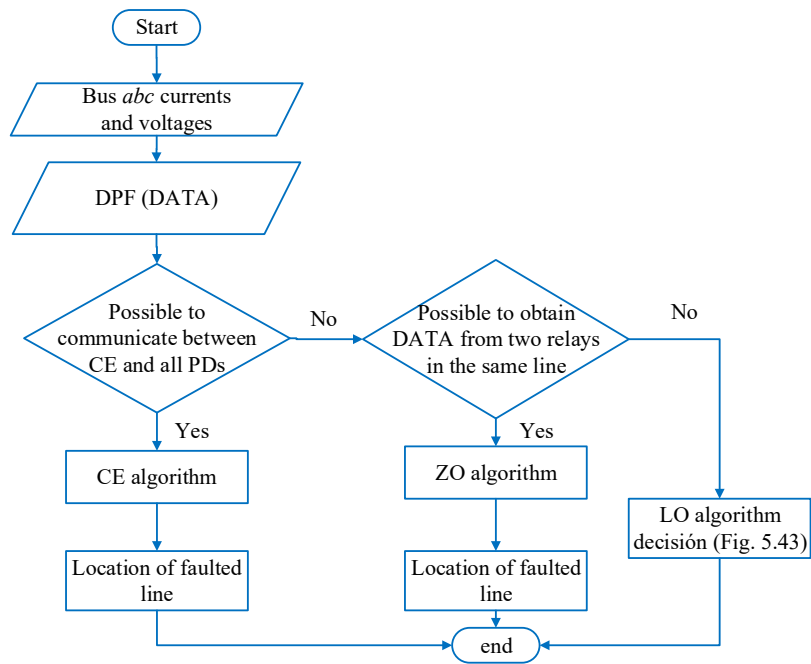 Start
Bus abc currents
and voltages
DPF (DATA)
Possible to
communicate between
CE and all PDs
No
Possible to obtain
DATA from two relays
in the same line
No
Yes
CE algorithm
Location of faulted
line
Yes
ZO algorithm
Location of faulted
line
LO algorithm
decisión (Fig. 5.43)
end